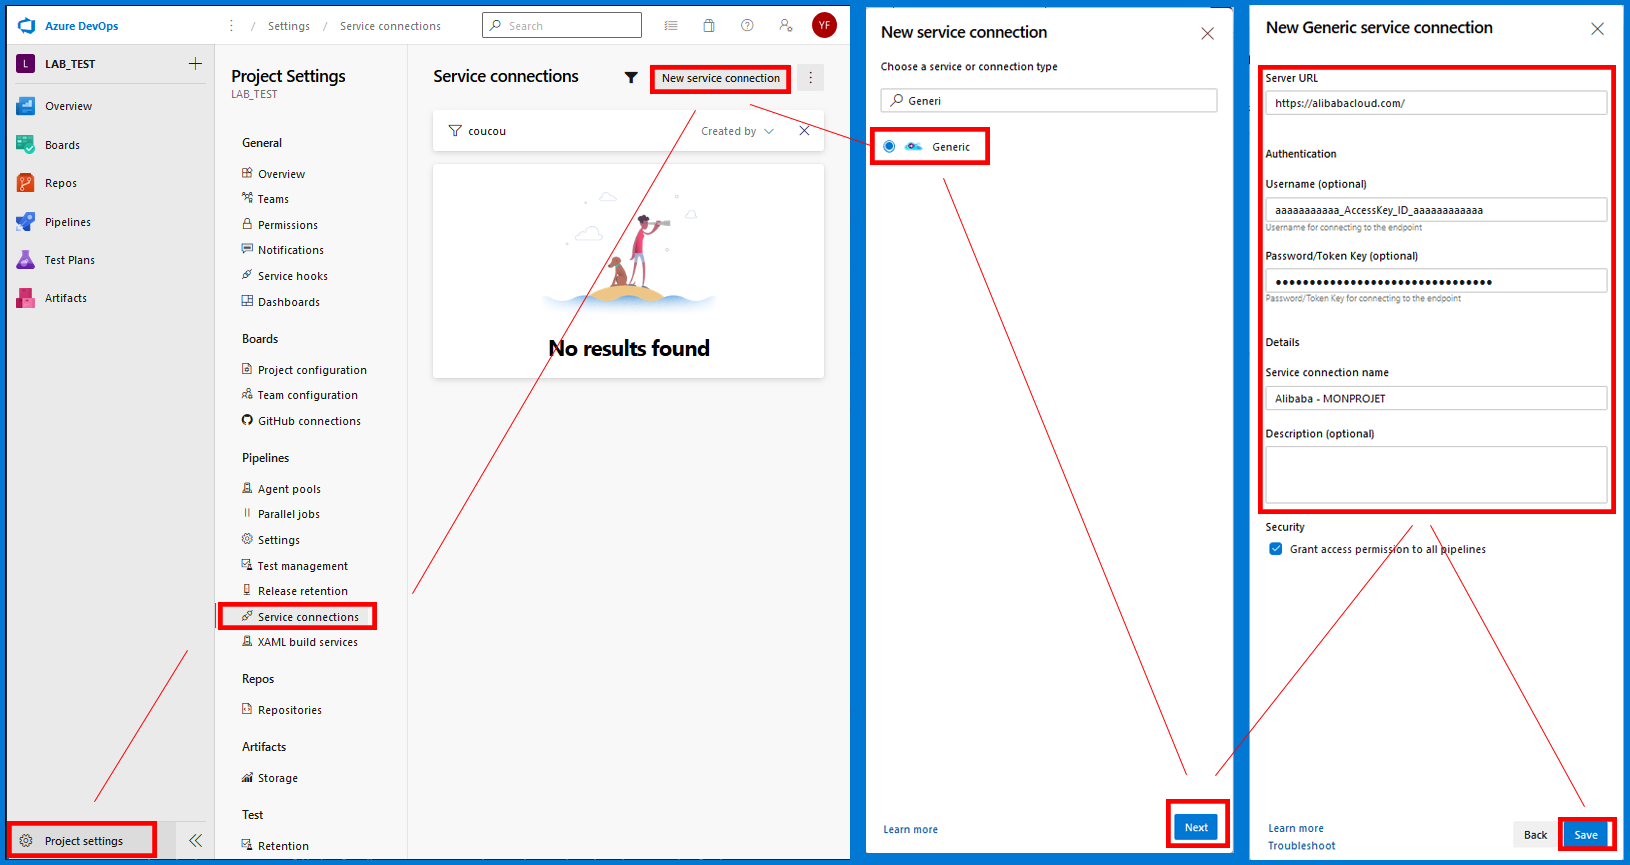 Azure DevOps
⋮ / Settings / Service connections
Search
YF
L LAB_TEST +
Overview
Boards
Repos
Pipelines
Test Plans
Artifacts
Project settings
Project Settings
LAB_TEST
General
Overview
Teams
Permissions
Notifications
Service hooks
Dashboards
Boards
Project configuration
Team configuration
GitHub connections
Pipelines
Agent pools
Parallel jobs
Settings
Test management
Release retention
Service connections
XAML build services
Repos
Repositories
Artifacts
Storage
Test
Retention
Service connections
New service connection
coucou
Created by
No results found
New service connection
Choose a service or connection type
Generi
Generic
Learn more
Next
New Generic service connection
Server URL
https://alibabacloud.com/
Authentication
Username (optional)
aaaaaaaaaaa_AccessKey_ID_aaaaaaaaaaaa
Username for connecting to the endpoint
Password/Token Key (optional)
••••••••••••••••••••••••••••••••
Password/Token Key for connecting to the endpoint
Details
Service connection name
Alibaba - MONPROJET
Description (optional)
Security
Grant access permission to all pipelines
Learn more
Troubleshoot
Back
Save